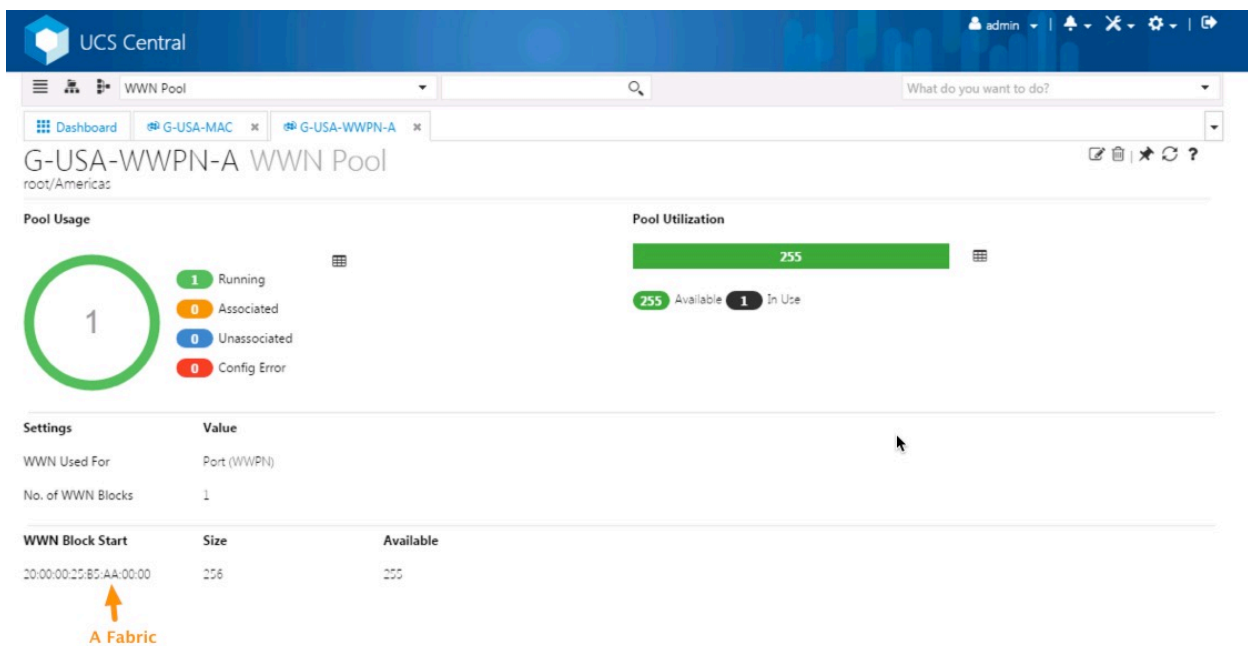 UCS Central
admin
WWN Pool
What do you want to do?
Dashboard G-USA-MAC G-USA-WWPN-A
G-USA-WWPN-A WWN Pool
root/Americas
Pool Usage
Pool Utilization
1
1 Running
0 Associated
0 Unassociated
0 Config Error
255
255 Available 1 In Use
Settings Value
WWN Used For Port (WWPN)
No. of WWN Blocks 1
WWN Block Start Size Available
20:00:00:25:B5:AA:00:00 256 255
A Fabric